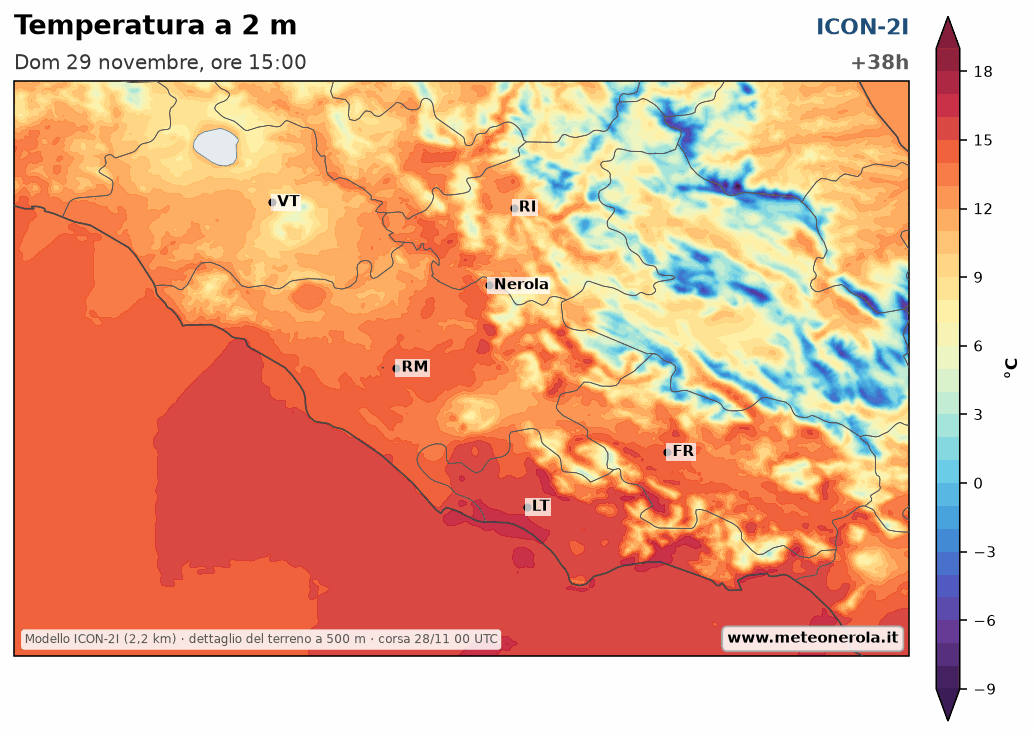 Temperatura a 2 m
ICON-2I
Dom 29 novembre, ore 15:00
+38h
18
15
12
9
6
3
0
−3
−6
−9
°C
VT
RI
Nerola
RM
FR
LT
Modello ICON-2I (2,2 km) · dettaglio del terreno a 500 m · corsa 28/11 00 UTC
www.meteonerola.it